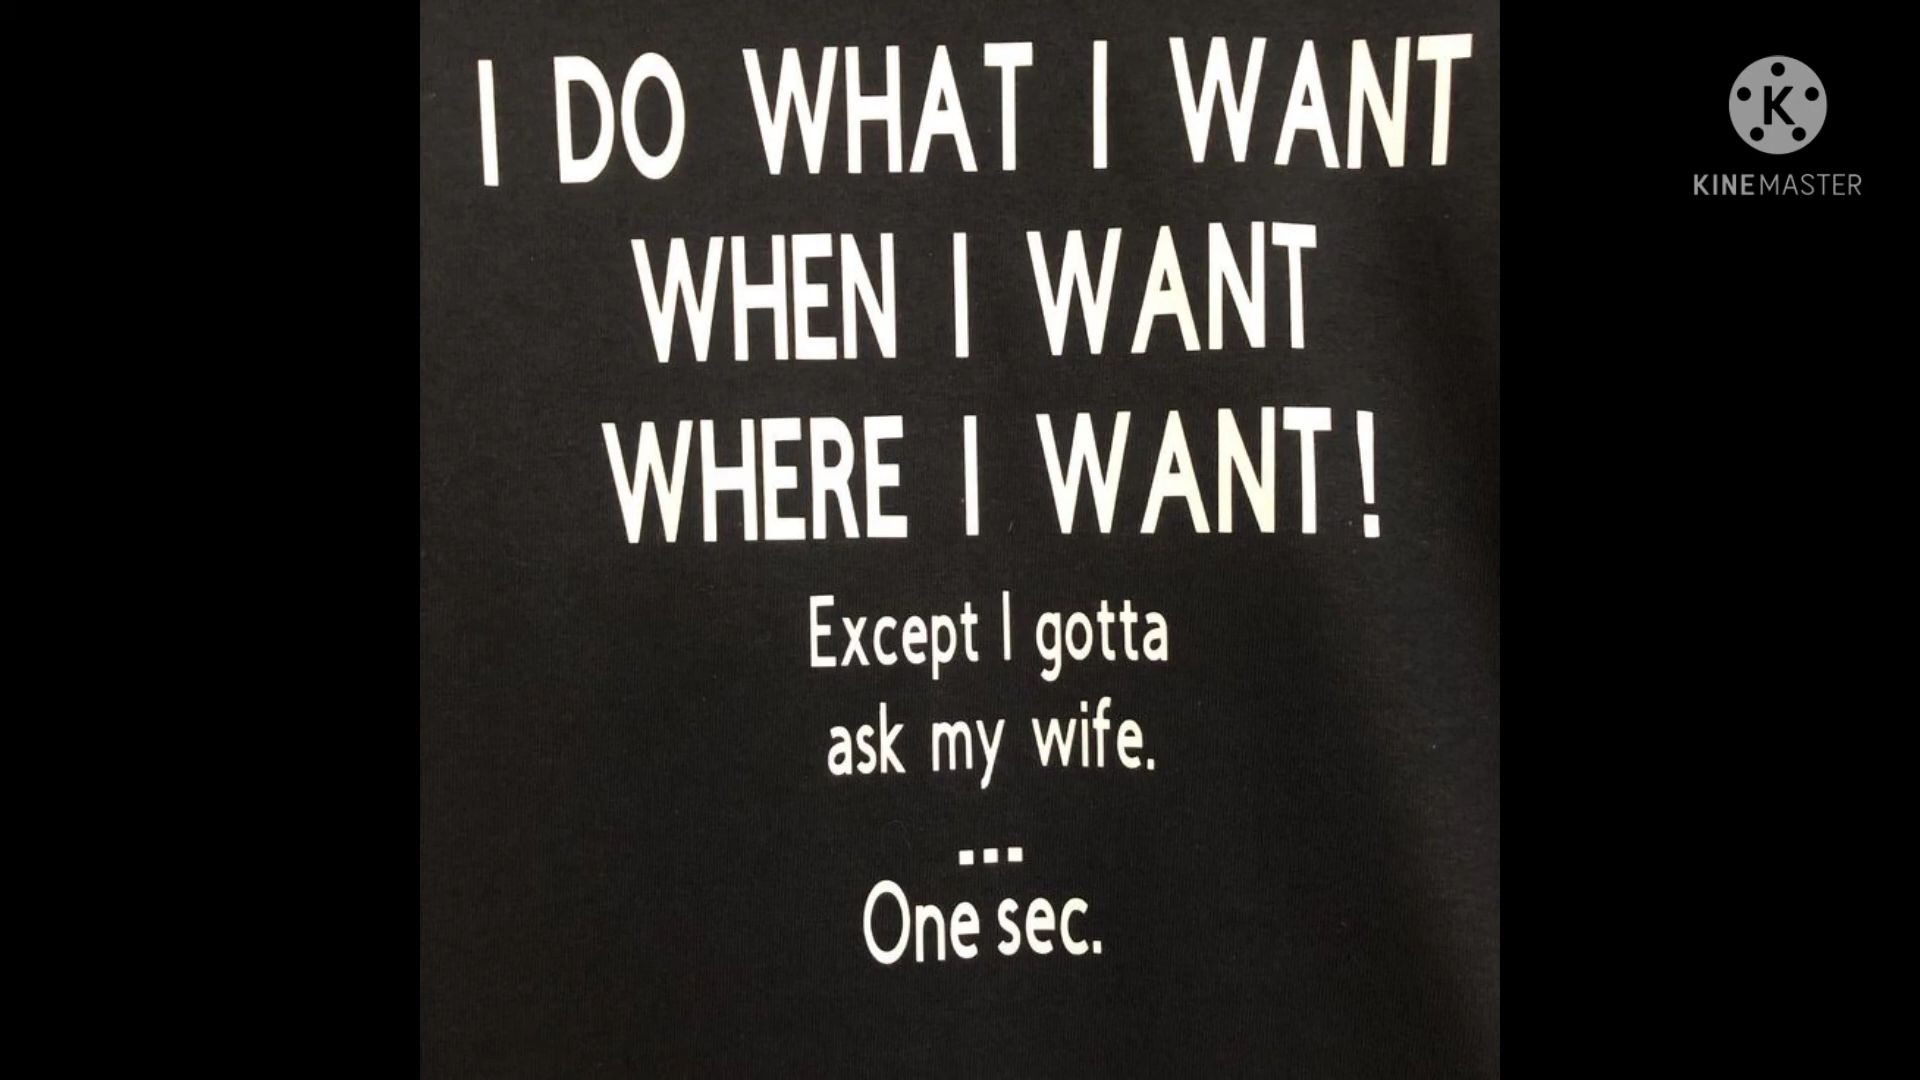 I DO WHAT I WANT
WHEN I WANT
WHERE I WANT!
Except I gotta
ask my wife.
...
One sec.
K
KINEMASTER